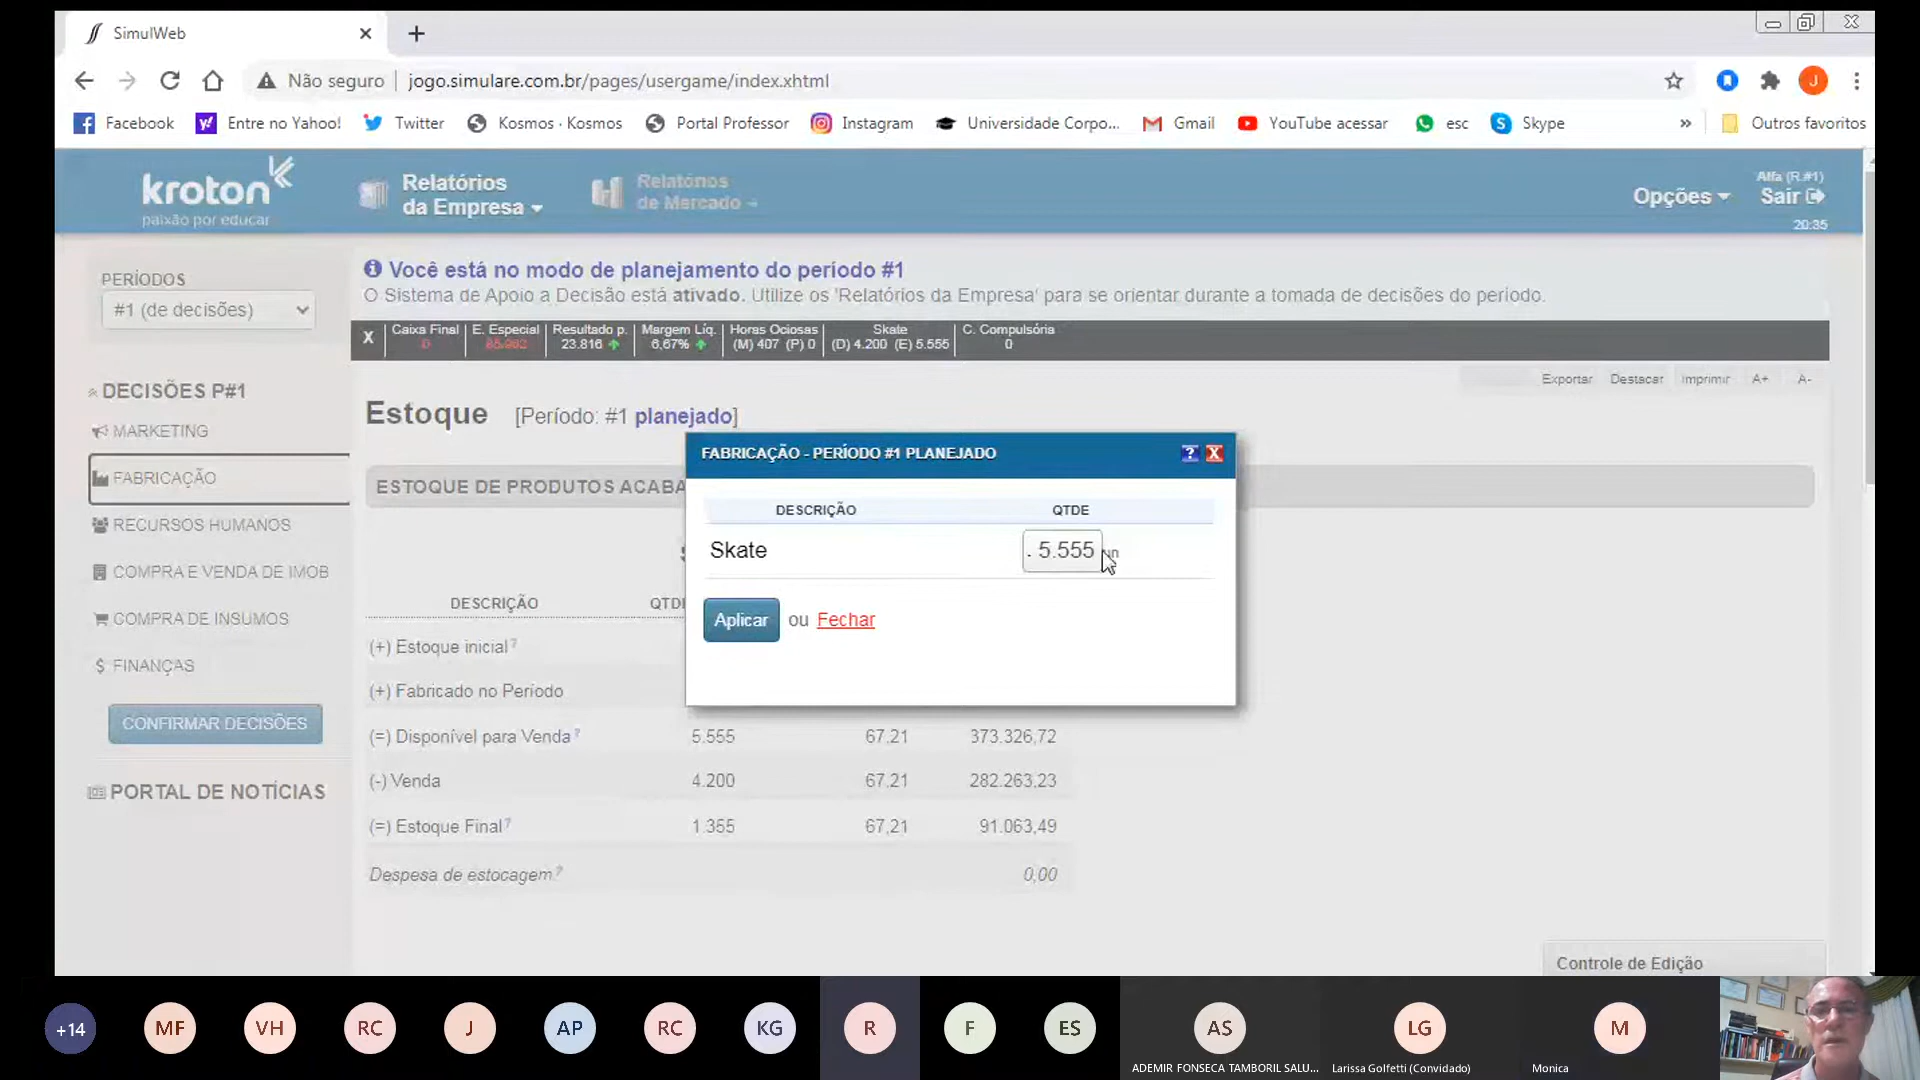 SimulWeb
Não seguro
jogo.simulare.com.br/pages/usergame/index.xhtml
J
Facebook
Entre no Yahoo!
Twitter
Kosmos · Kosmos
Portal Professor
Instagram
Universidade Corpo...
Gmail
YouTube acessar
esc
Skype
»
Outros favoritos
kroton
paixão por educar
Relatórios
da Empresa
Relatórios
de Mercado
Opções
Alfa (R.#1)
Sair
20:35
PERÍODOS
#1 (de decisões)
Você está no modo de planejamento do período #1
O Sistema de Apoio a Decisão está ativado. Utilize os 'Relatórios da Empresa' para se orientar durante a tomada de decisões do período.
X
Caixa Final
0
E. Especial
Resultado p.
23.816
Margem Líq.
6,67%
Horas Ociosas
(M) 407 (P) 0
Skate
(D) 4.200 (E) 5.555
C. Compulsória
0
Exportar
Destacar
Imprimir
A+
A-
DECISÕES P#1
MARKETING
FABRICAÇÃO
RECURSOS HUMANOS
COMPRA E VENDA DE IMOB
COMPRA DE INSUMOS
$ FINANÇAS
CONFIRMAR DECISÕES
PORTAL DE NOTÍCIAS
Estoque [Período: #1 planejado]
ESTOQUE DE PRODUTOS ACABA
DESCRIÇÃO
QTD
(+) Estoque inicial?
(+) Fabricado no Período
(=) Disponível para Venda? 5.555 67,21 373.326,72
(-) Venda 4.200 67,21 282.263,23
(=) Estoque Final? 1.355 67,21 91.063,49
Despesa de estocagem? 0,00
FABRICAÇÃO - PERÍODO #1 PLANEJADO
?
X
DESCRIÇÃO QTDE
Skate . 5.555
Aplicar ou Fechar
Controle de Edição
+14
MF
VH
RC
J
AP
RC
KG
R
F
ES
AS
LG
M
ADEMIR FONSECA TAMBORIL SALU...
Larissa Golfetti (Convidado)
Monica